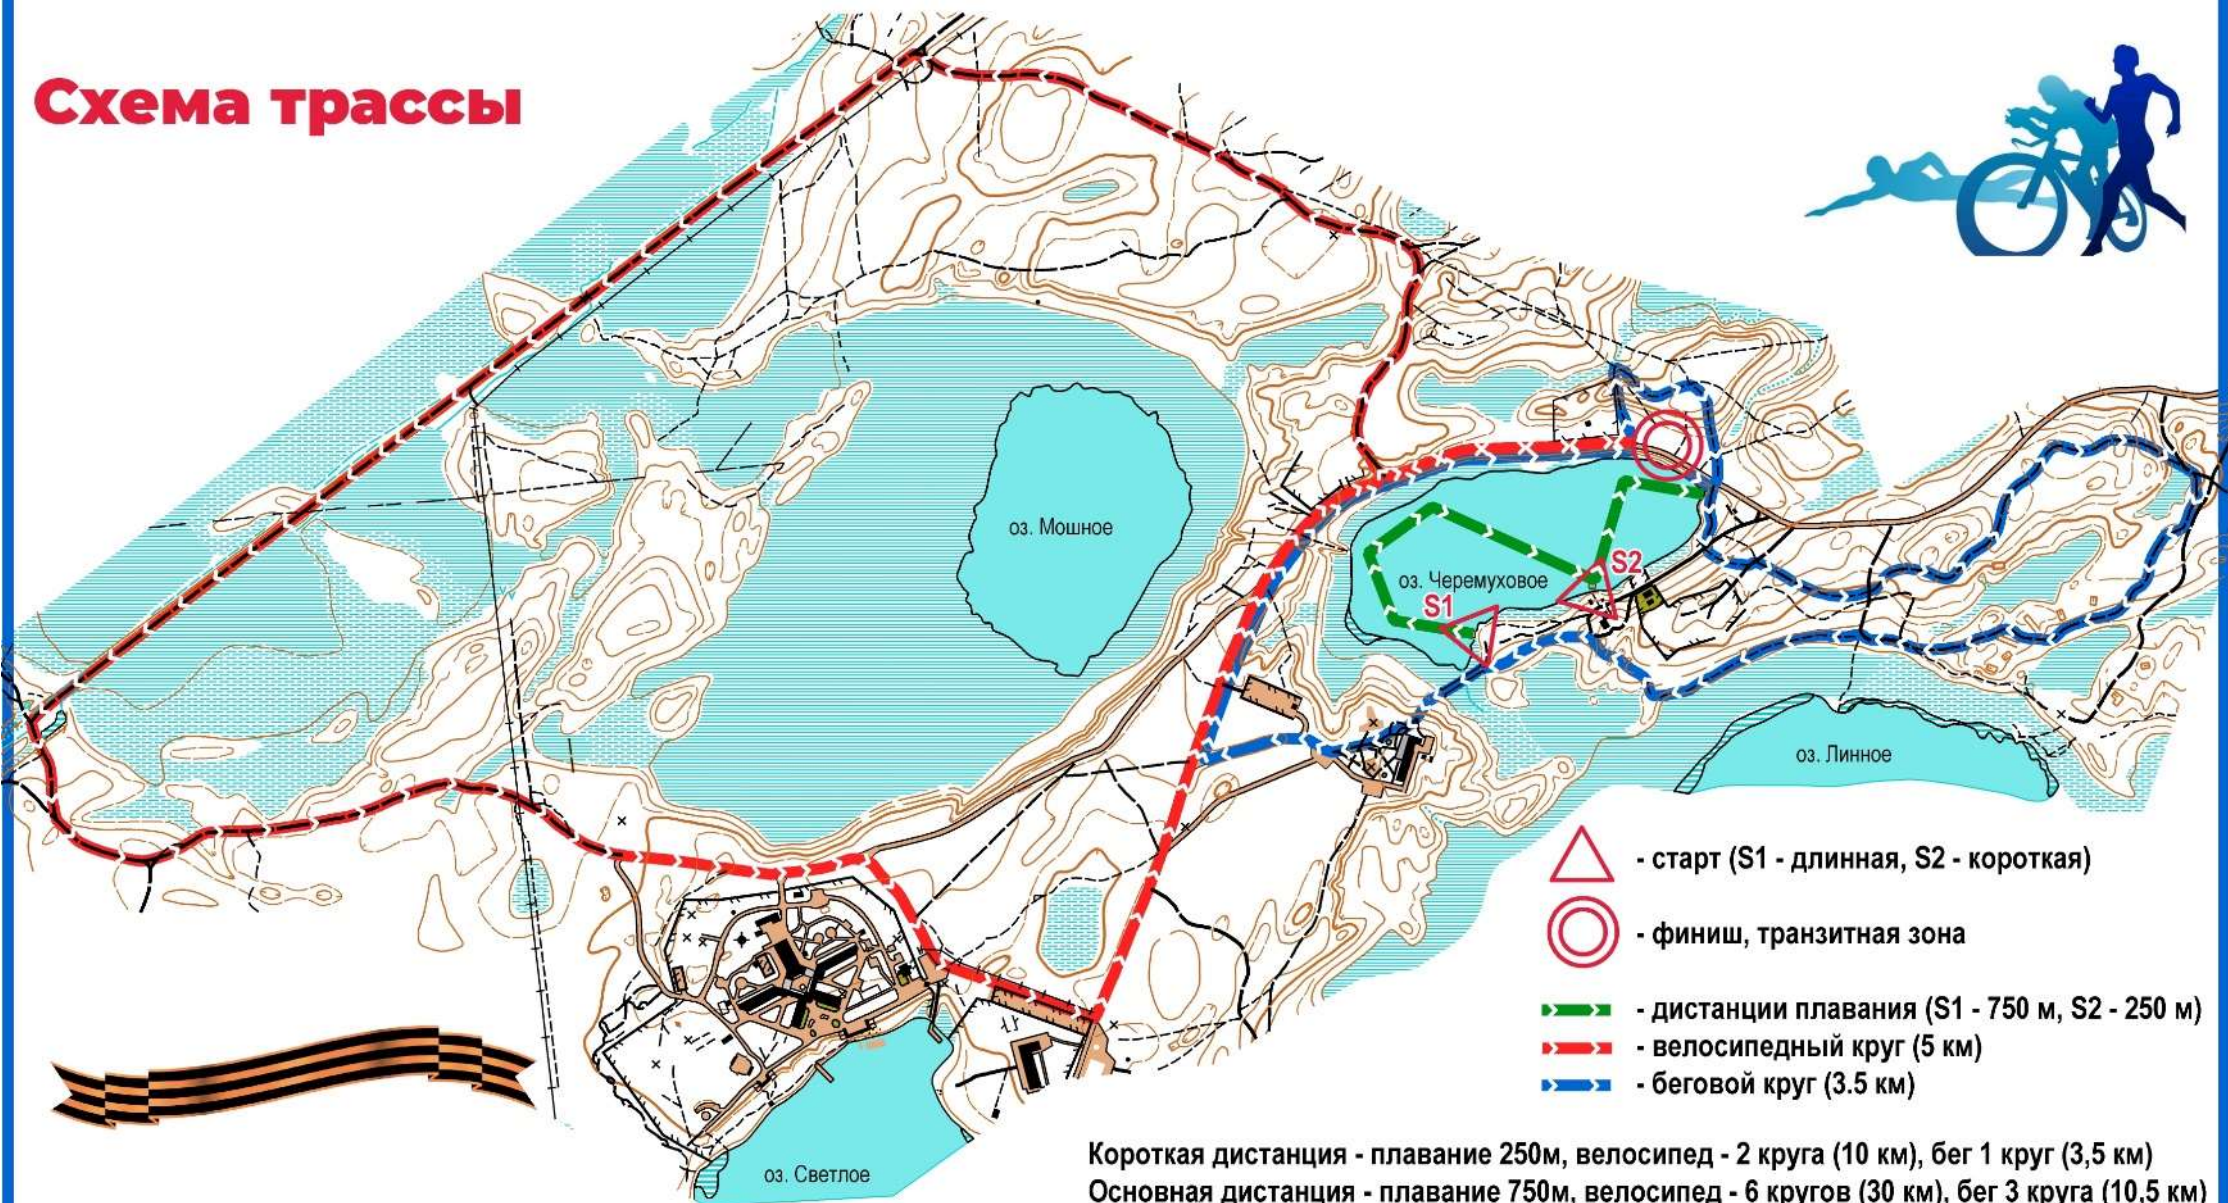 Схема трассы
оз. Мошное
оз. Черемуховое
S1
S2
оз. Линное
оз. Светлое
- старт (S1 - длинная, S2 - короткая)
- финиш, транзитная зона
- дистанции плавания (S1 - 750 м, S2 - 250 м)
- велосипедный круг (5 км)
- беговой круг (3.5 км)
Короткая дистанция - плавание 250м, велосипед - 2 круга (10 км), бег 1 круг (3,5 км)
Основная дистанция - плавание 750м, велосипед - 6 кругов (30 км), бег 3 круга (10,5 км)